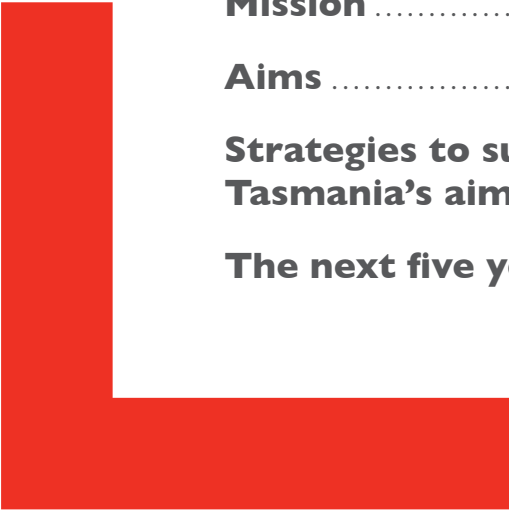 Mission ..............
Aims ..................
Strategies to su
Tasmania’s aim
The next five y